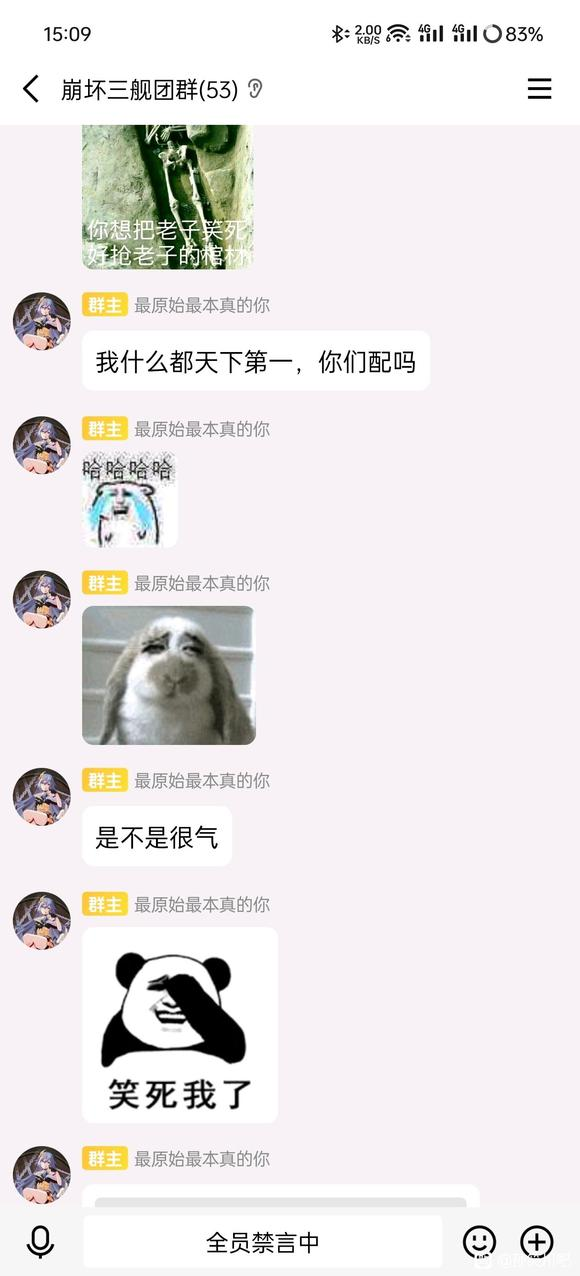 15:09
2.00
KB/S
4G
4G
83%
崩坏三舰团群(53)
你想把老子笑死
好抢老子的棺材
群主 最原始最本真的你
我什么都天下第一，你们配吗
群主 最原始最本真的你
哈哈哈哈
群主 最原始最本真的你
群主 最原始最本真的你
是不是很气
群主 最原始最本真的你
笑死我了
群主 最原始最本真的你
全员禁言中